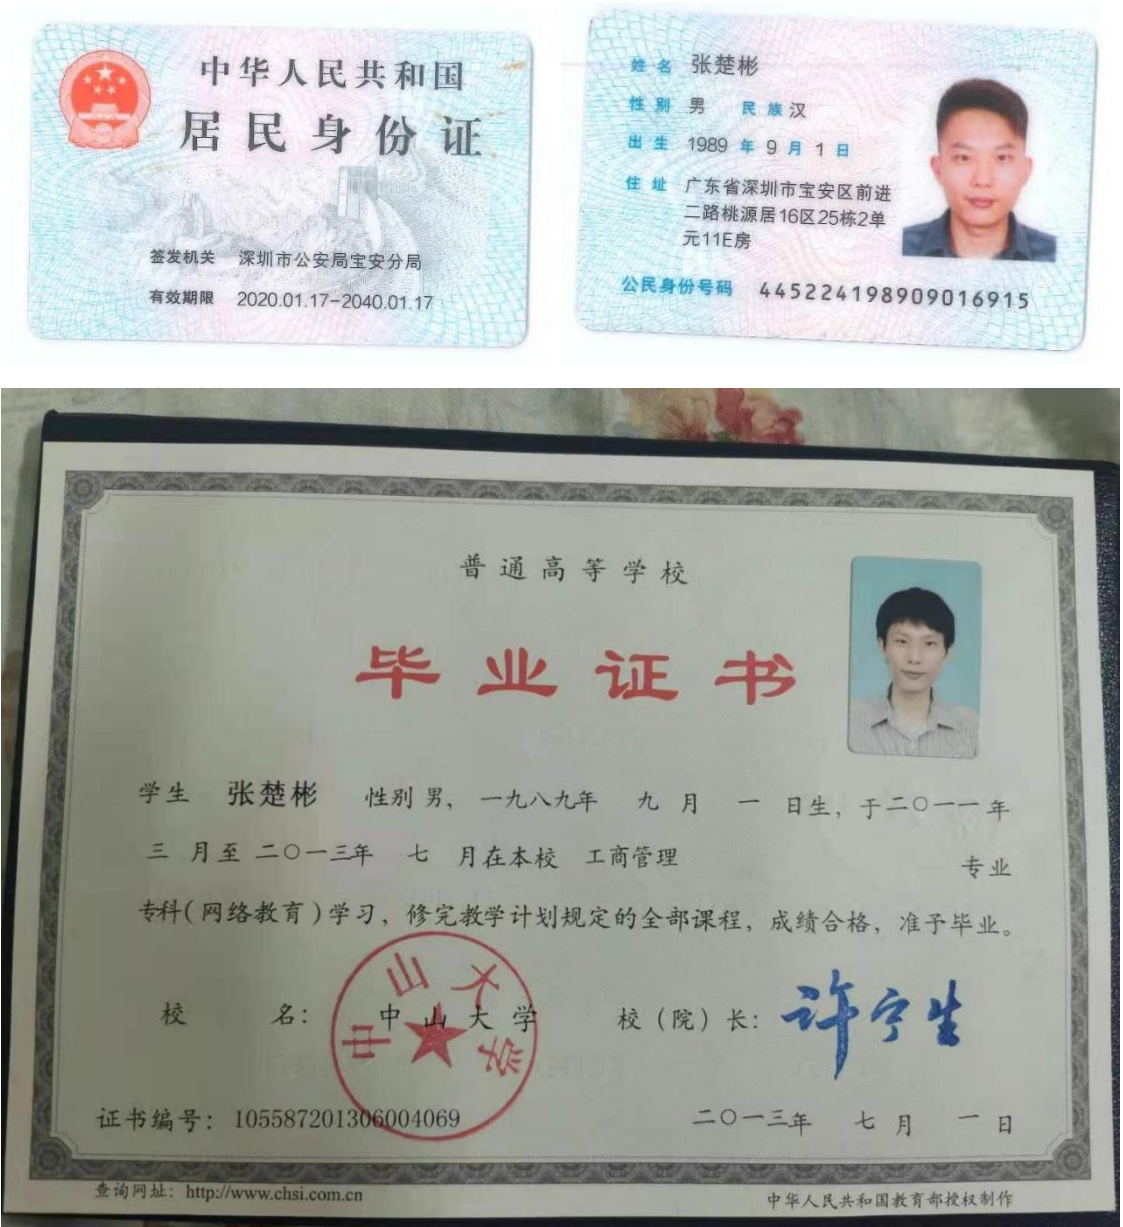 中华人民共和国
居民身份证
签发机关 深圳市公安局宝安分局
有效期限 2020.01.17-2040.01.17
姓名 张楚彬
性别 男 民族 汉
出生 1989 年 9 月 1 日
住址 广东省深圳市宝安区前进
二路桃源居16区25栋2单
元11E房
公民身份号码 445224198909016915
普通高等学校
毕业证书
学生 张楚彬 性别 男， 一九八九年 九 月 一 日生，于二〇一一年
三 月至 二〇一三年 七 月在本校 工商管理 专业
专科（网络教育）学习，修完教学计划规定的全部课程，成绩合格，准予毕业。
校 名： 中山大学 校（院）长： 许宁生
中山大学
证书编号： 105587201306004069 二〇一三年 七 月 一 日
查询网址：http://www.chsi.com.cn 中华人民共和国教育部授权制作